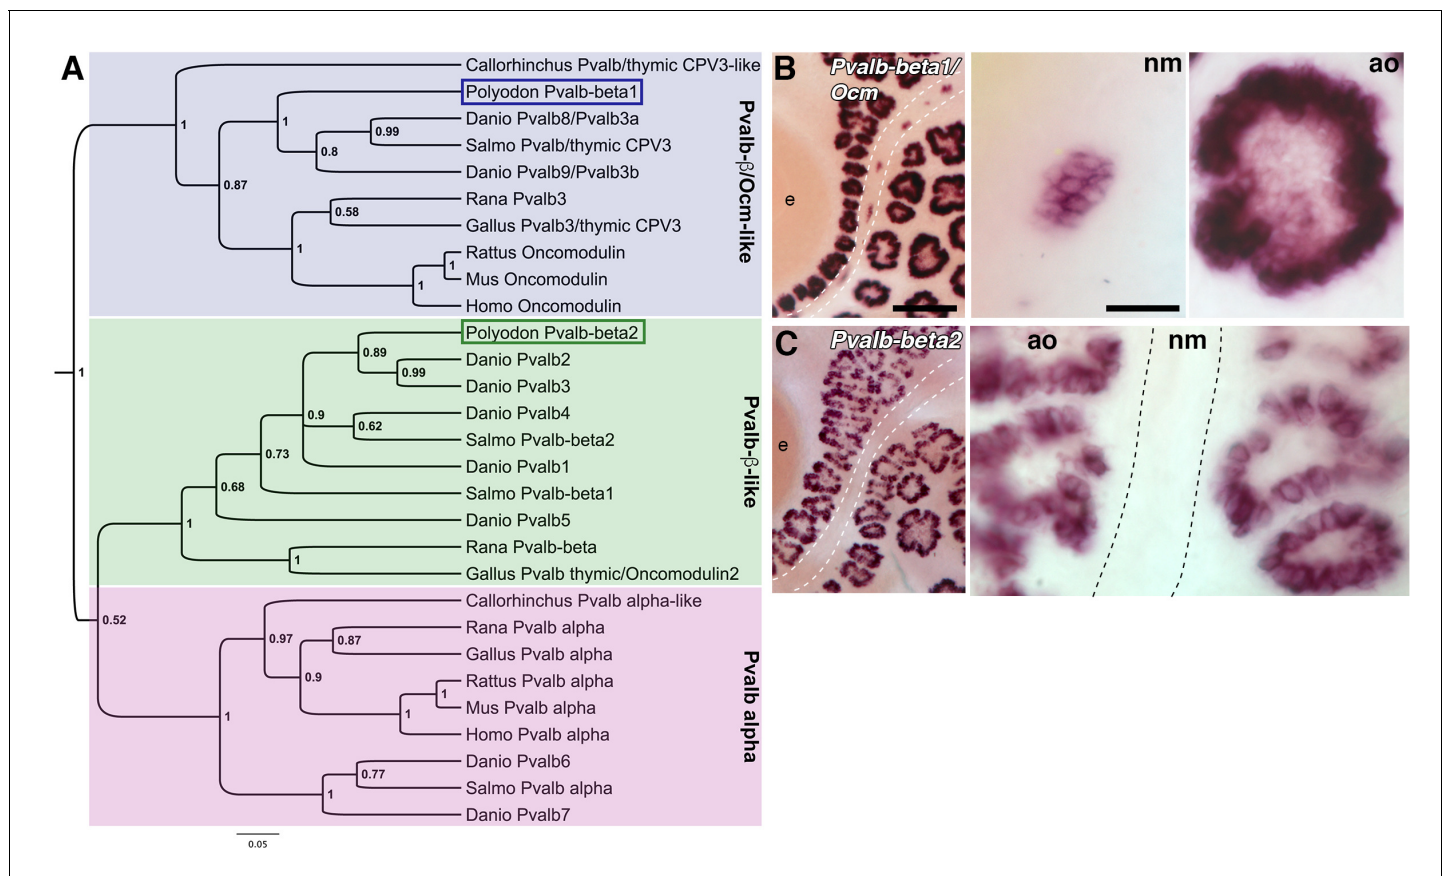 A
Callorhinchus Pvalb/thymic CPV3-like
Polyodon Pvalb-beta1
Danio Pvalb8/Pvalb3a
Salmo Pvalb/thymic CPV3
Danio Pvalb9/Pvalb3b
Rana Pvalb3
Gallus Pvalb3/thymic CPV3
Rattus Oncomodulin
Mus Oncomodulin
Homo Oncomodulin
1
1
0.99
0.8
0.87
0.58
1
1
1
Pvalb-β/Ocm-like
Polyodon Pvalb-beta2
Danio Pvalb2
Danio Pvalb3
Danio Pvalb4
Salmo Pvalb-beta2
Danio Pvalb1
Salmo Pvalb-beta1
Danio Pvalb5
Rana Pvalb-beta
Gallus Pvalb thymic/Oncomodulin2
0.89
0.99
1
0.9
0.62
0.73
0.68
1
1
Pvalb-β-like
Callorhinchus Pvalb alpha-like
Rana Pvalb alpha
Gallus Pvalb alpha
Rattus Pvalb alpha
Mus Pvalb alpha
Homo Pvalb alpha
Danio Pvalb6
Salmo Pvalb alpha
Danio Pvalb7
0.52
0.97
0.87
0.9
1
1
1
0.77
1
Pvalb alpha
0.05
B
Pvalb-beta1/
Ocm
e
nm
ao
C
Pvalb-beta2
e
ao
nm